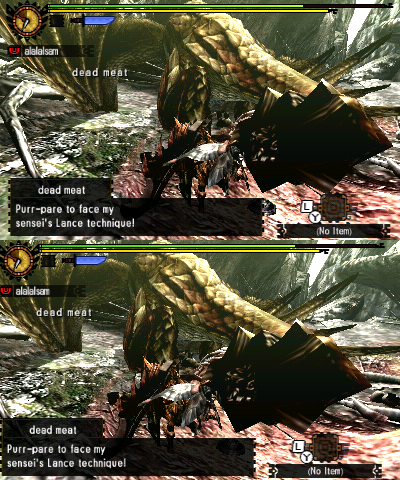 alalalsam
dead meat
dead meat
Purr-pare to face my
sensei's Lance technique!
L
Y
(No Item)
alalalsam
dead meat
dead meat
Purr-pare to face my
sensei's Lance technique!
L
Y
(No Item)